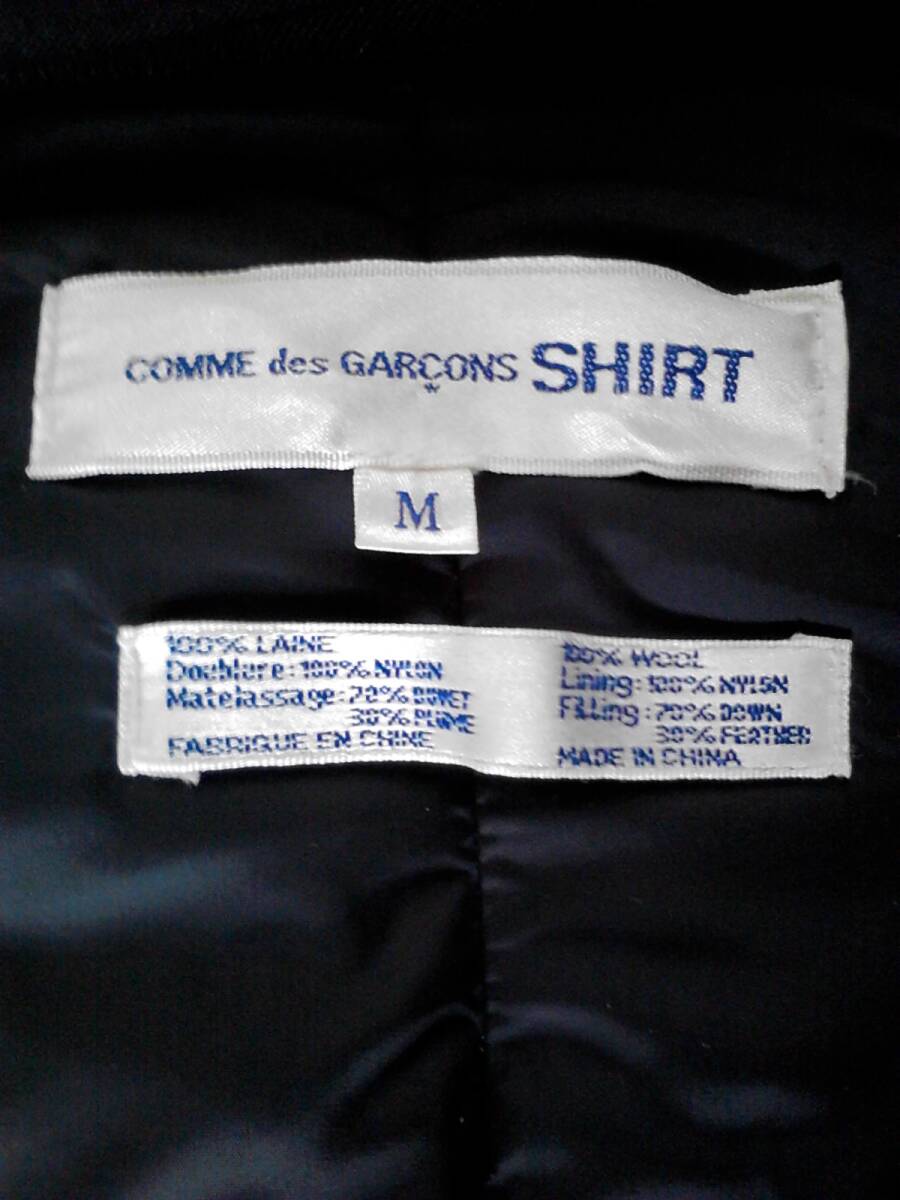 COMME des GARÇONS SHIRT
M
100% LAINE
Doublure: 100% NYLON
Matelassage: 70% DUVET
30% PLUME
FABRIQUE EN CHINE
100% WOOL
Lining: 100% NYLON
Filling: 70% DOWN
30% FEATHER
MADE IN CHINA